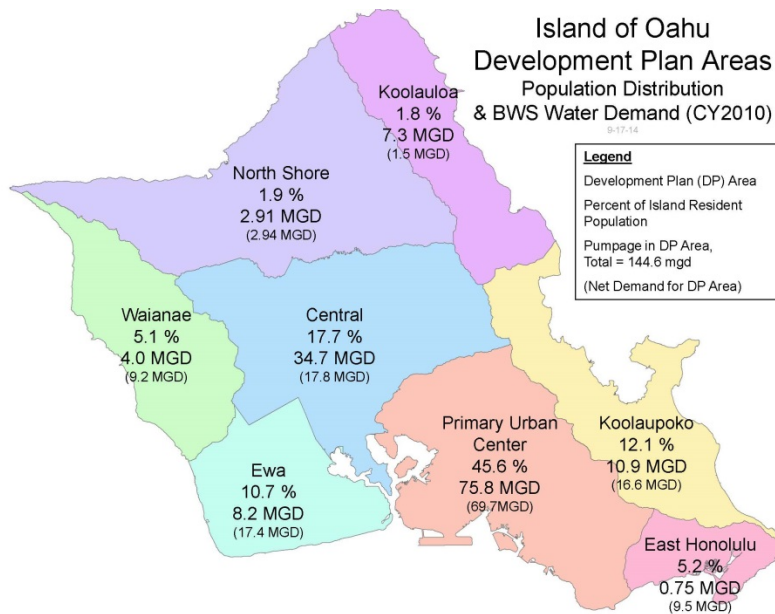 Island of Oahu
Development Plan Areas
Population Distribution
& BWS Water Demand (CY2010)
9-17-14
Legend
Development Plan (DP) Area
Percent of Island Resident
Population
Pumpage in DP Area,
Total = 144.6 mgd
(Net Demand for DP Area)
Koolauloa
1.8 %
7.3 MGD
(1.5 MGD)
North Shore
1.9 %
2.91 MGD
(2.94 MGD)
Waianae
5.1 %
4.0 MGD
(9.2 MGD)
Central
17.7 %
34.7 MGD
(17.8 MGD)
Primary Urban
Center
45.6 %
75.8 MGD
(69.7MGD)
Koolaupoko
12.1 %
10.9 MGD
(16.6 MGD)
Ewa
10.7 %
8.2 MGD
(17.4 MGD)
East Honolulu
5.2 %
0.75 MGD
(9.5 MGD)